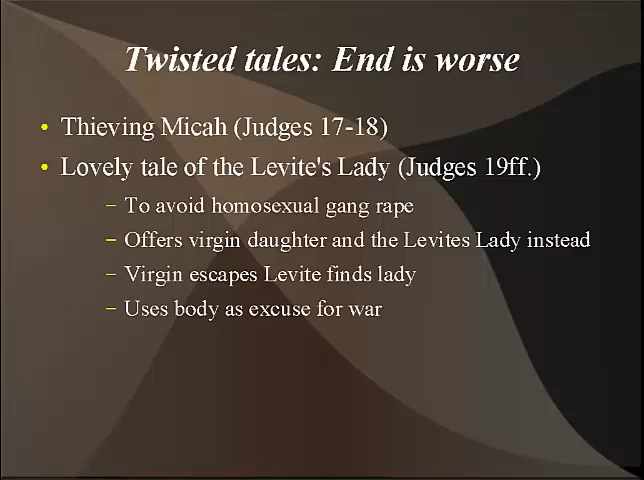 Twisted tales: End is worse
• Thieving Micah (Judges 17-18)
• Lovely tale of the Levite's Lady (Judges 19ff.)
– To avoid homosexual gang rape
– Offers virgin daughter and the Levites Lady instead
– Virgin escapes Levite finds lady
– Uses body as excuse for war